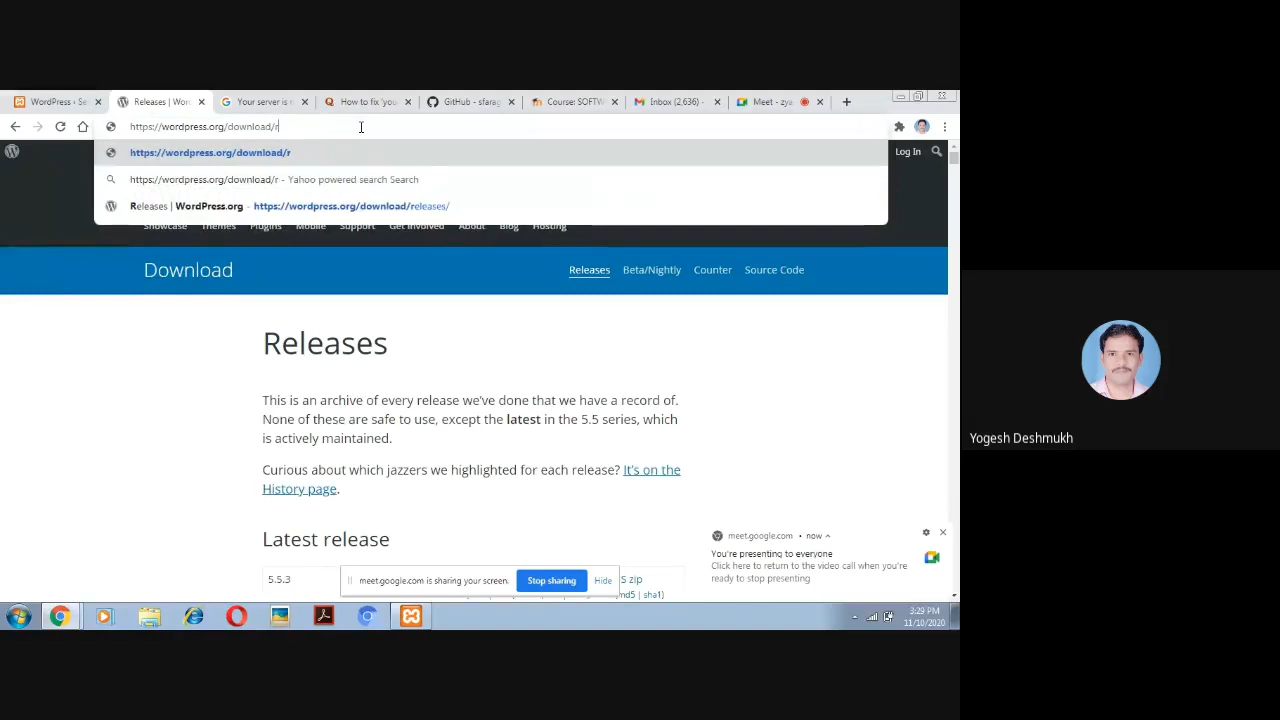 WordPress › Se
Releases | Wor
Your server is
How to fix 'you
GitHub - sfarag
Course: SOFTW
Inbox (2,636) -
Meet - zya
https://wordpress.org/download/r
https://wordpress.org/download/r
https://wordpress.org/download/r - Yahoo powered search Search
Releases | WordPress.org - https://wordpress.org/download/releases/
Log In
Showcase Themes Plugins Mobile Support Get Involved About Blog Hosting
Download
Releases Beta/Nightly Counter Source Code
Releases
This is an archive of every release we've done that we have a record of.
None of these are safe to use, except the latest in the 5.5 series, which
is actively maintained.
Curious about which jazzers we highlighted for each release? It's on the
History page.
Latest release
5.5.3
S zip
(md5 | sha1)
meet.google.com is sharing your screen. Stop sharing Hide
meet.google.com • now
You're presenting to everyone
Click here to return to the video call when you're
ready to stop presenting
3:29 PM
11/10/2020
Yogesh Deshmukh